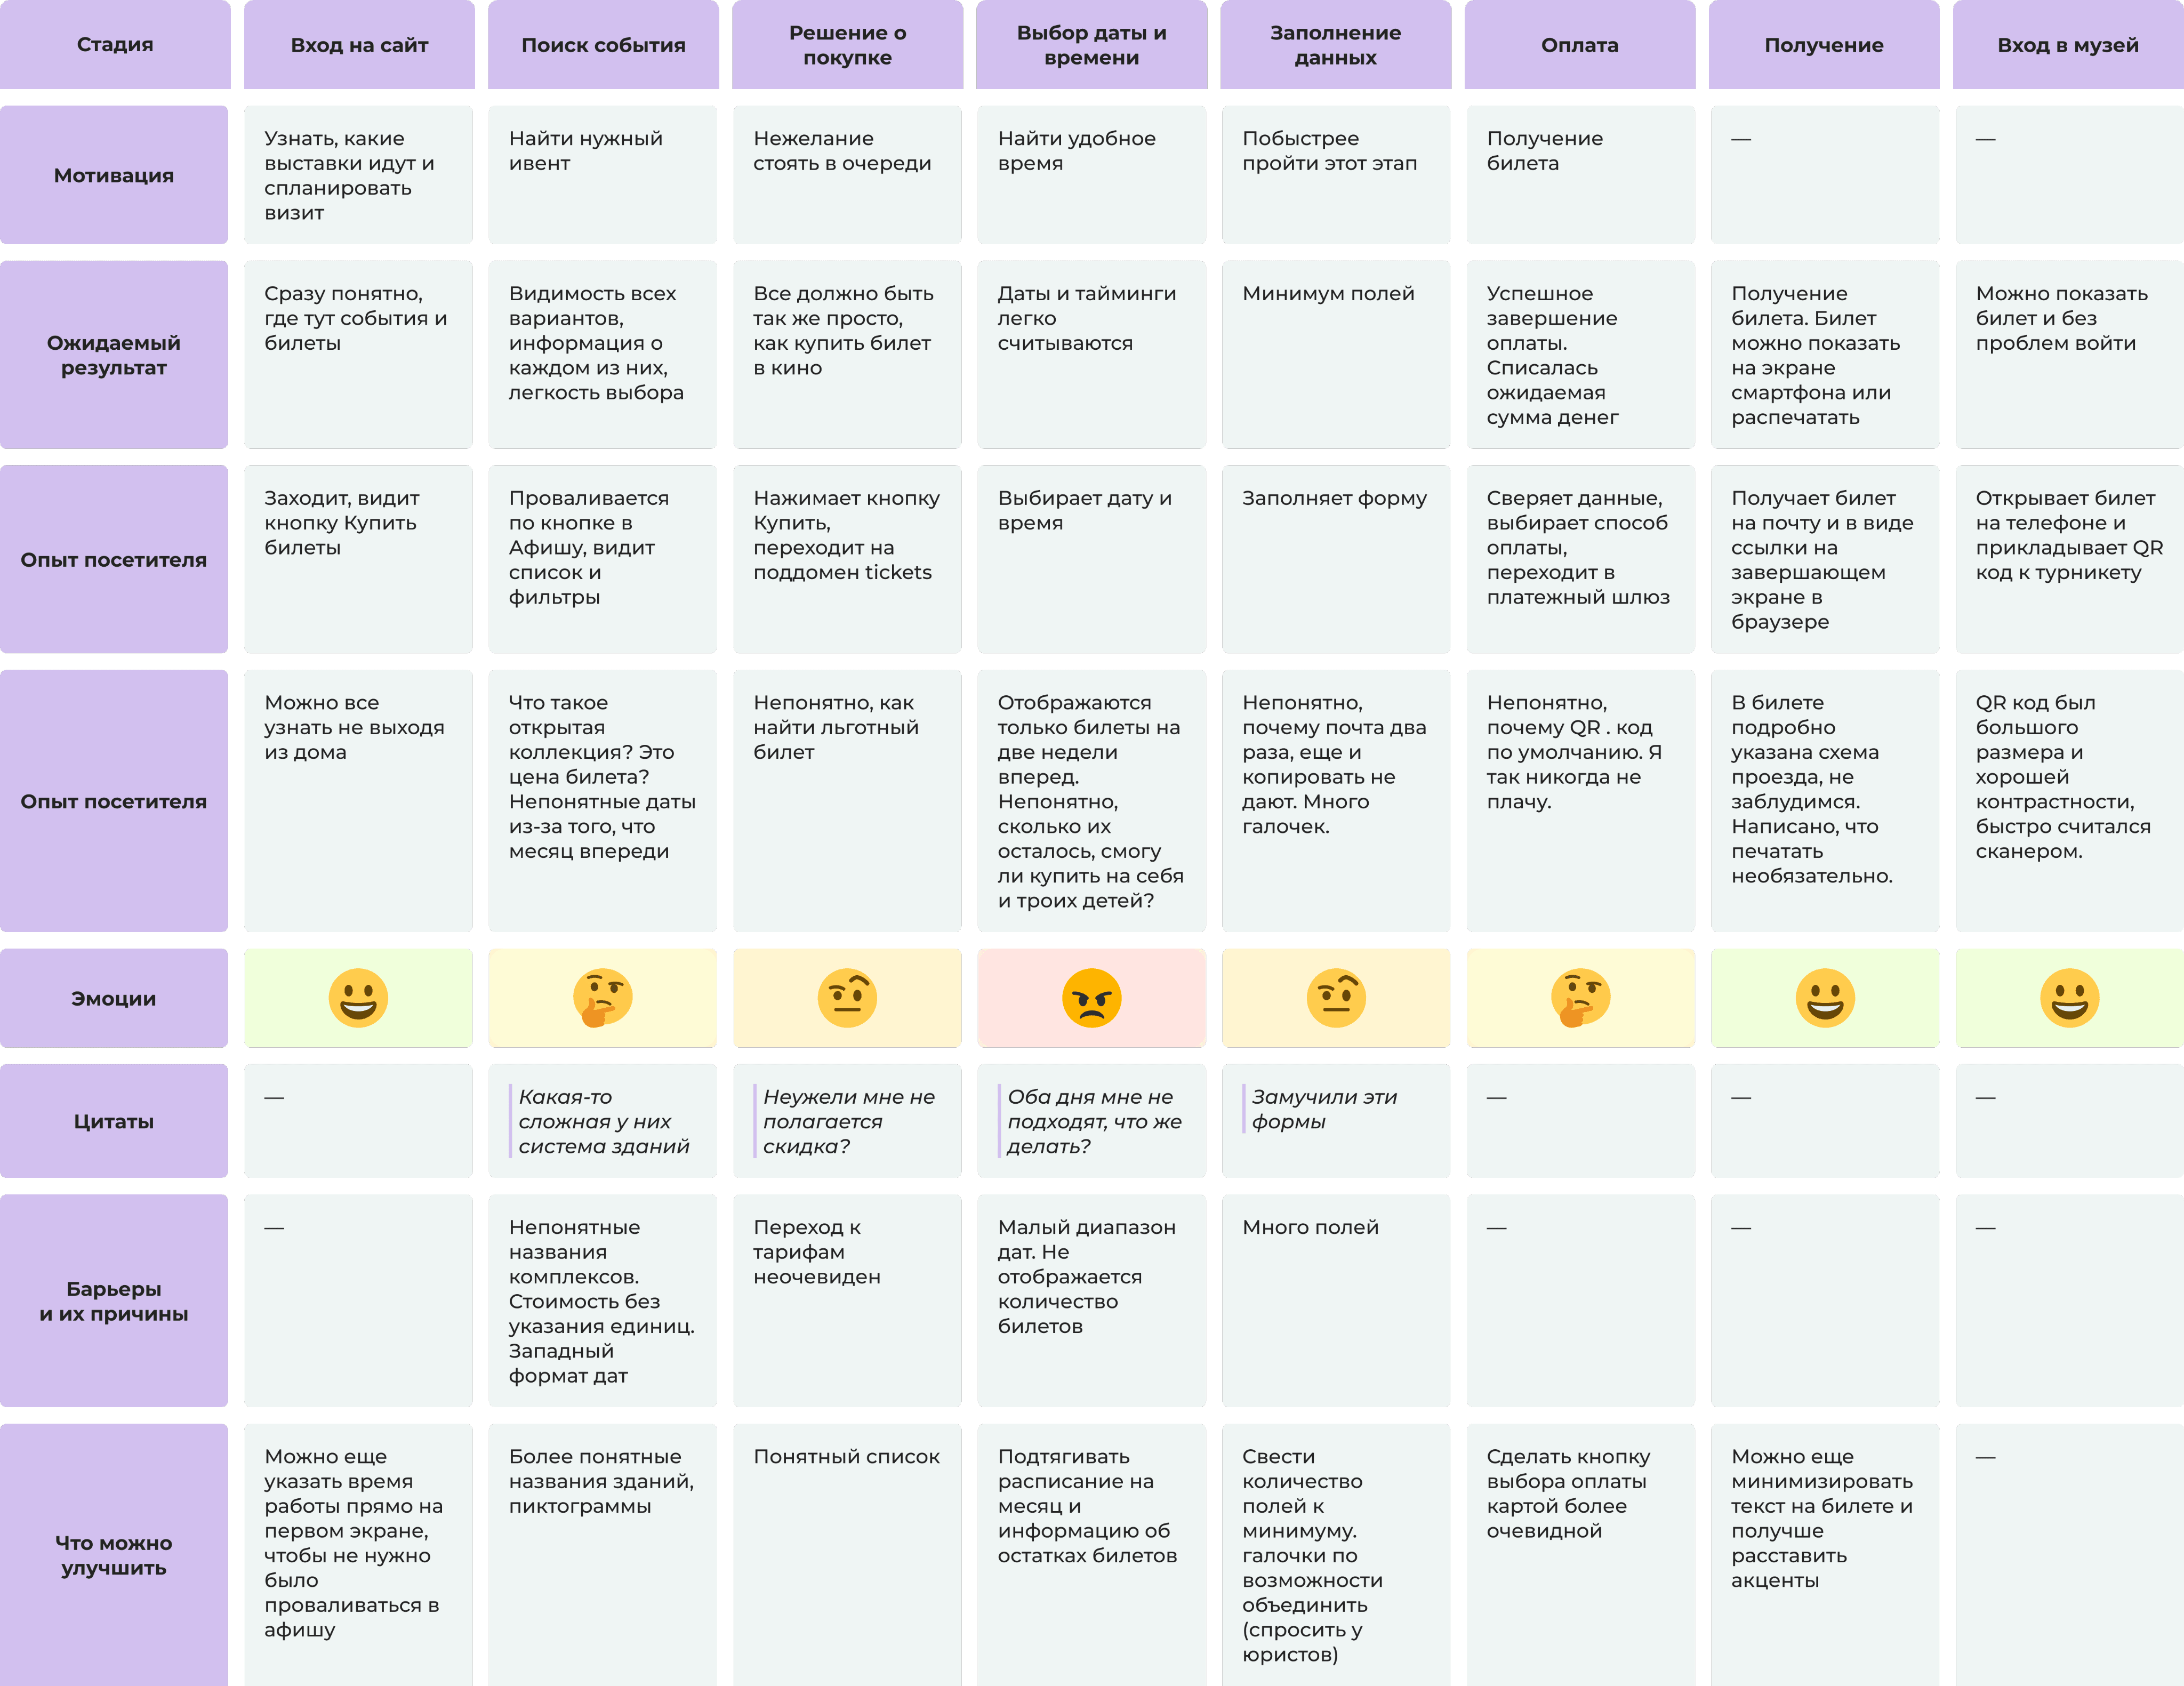 Стадия
Вход на сайт
Поиск события
Решение о
покупке
Выбор даты и
времени
Заполнение
данных
Оплата
Получение
Вход в музей
Мотивация
Узнать, какие
выставки идут и
спланировать
визит
Найти нужный
ивент
Нежелание
стоять в очереди
Найти удобное
время
Побыстрее
пройти этот этап
Получение
билета
—
—
Ожидаемый
результат
Сразу понятно,
где тут события и
билеты
Видимость всех
вариантов,
информация о
каждом из них,
легкость выбора
Все должно быть
так же просто,
как купить билет
в кино
Даты и тайминги
легко
считываются
Минимум полей
Успешное
завершение
оплаты.
Списалась
ожидаемая
сумма денег
Получение
билета. Билет
можно показать
на экране
смартфона или
распечатать
Можно показать
билет и без
проблем войти
Опыт посетителя
Заходит, видит
кнопку Купить
билеты
Проваливается
по кнопке в
Афишу, видит
список и
фильтры
Нажимает кнопку
Купить,
переходит на
поддомен tickets
Выбирает дату и
время
Заполняет форму
Сверяет данные,
выбирает способ
оплаты,
переходит в
платежный шлюз
Получает билет
на почту и в виде
ссылки на
завершающем
экране в
браузере
Открывает билет
на телефоне и
прикладывает QR
код к турникету
Опыт посетителя
Можно все
узнать не выходя
из дома
Что такое
открытая
коллекция? Это
цена билета?
Непонятные даты
из-за того, что
месяц впереди
Непонятно, как
найти льготный
билет
Отображаются
только билеты на
две недели
вперед.
Непонятно,
сколько их
осталось, смогу
ли купить на себя
и троих детей?
Непонятно,
почему почта два
раза, еще и
копировать не
дают. Много
галочек.
Непонятно,
почему QR . код
по умолчанию. Я
так никогда не
плачу.
В билете
подробно
указана схема
проезда, не
заблудимся.
Написано, что
печатать
необязательно.
QR код был
большого
размера и
хорошей
контрастности,
быстро считался
сканером.
Эмоции
Цитаты
—
Какая-то
сложная у них
система зданий
Неужели мне не
полагается
скидка?
Оба дня мне не
подходят, что же
делать?
Замучили эти
формы
—
—
—
Барьеры
и их причины
—
Непонятные
названия
комплексов.
Стоимость без
указания единиц.
Западный
формат дат
Переход к
тарифам
неочевиден
Малый диапазон
дат. Не
отображается
количество
билетов
Много полей
—
—
—
Что можно
улучшить
Можно еще
указать время
работы прямо на
первом экране,
чтобы не нужно
было
проваливаться в
афишу
Более понятные
названия зданий,
пиктограммы
Понятный список
Подтягивать
расписание на
месяц и
информацию об
остатках билетов
Свести
количество
полей к
минимуму.
галочки по
возможности
объединить
(спросить у
юристов)
Сделать кнопку
выбора оплаты
картой более
очевидной
Можно еще
минимизировать
текст на билете и
получше
расставить
акценты
—